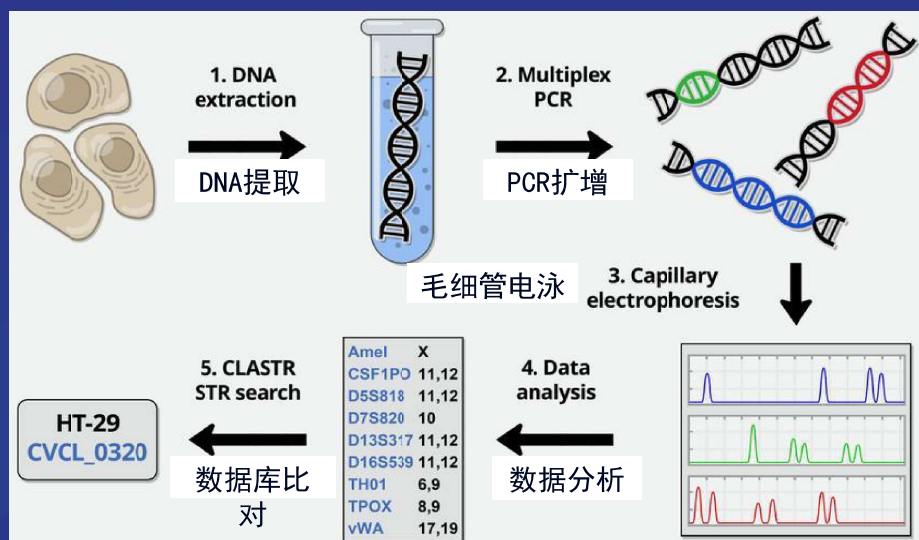 1. DNA
extraction
DNA提取
2. Multiplex
PCR
PCR扩增
毛细管电泳
3. Capillary
electrophoresis
4. Data
analysis
数据分析
Amel X
CSF1PO 11,12
D5S818 11,12
D7S820 10
D13S317 11,12
D16S539 11,12
TH01 6,9
TPOX 8,9
vWA 17,19
5. CLASTR
STR search
数据库比
对
HT-29
CVCL_0320